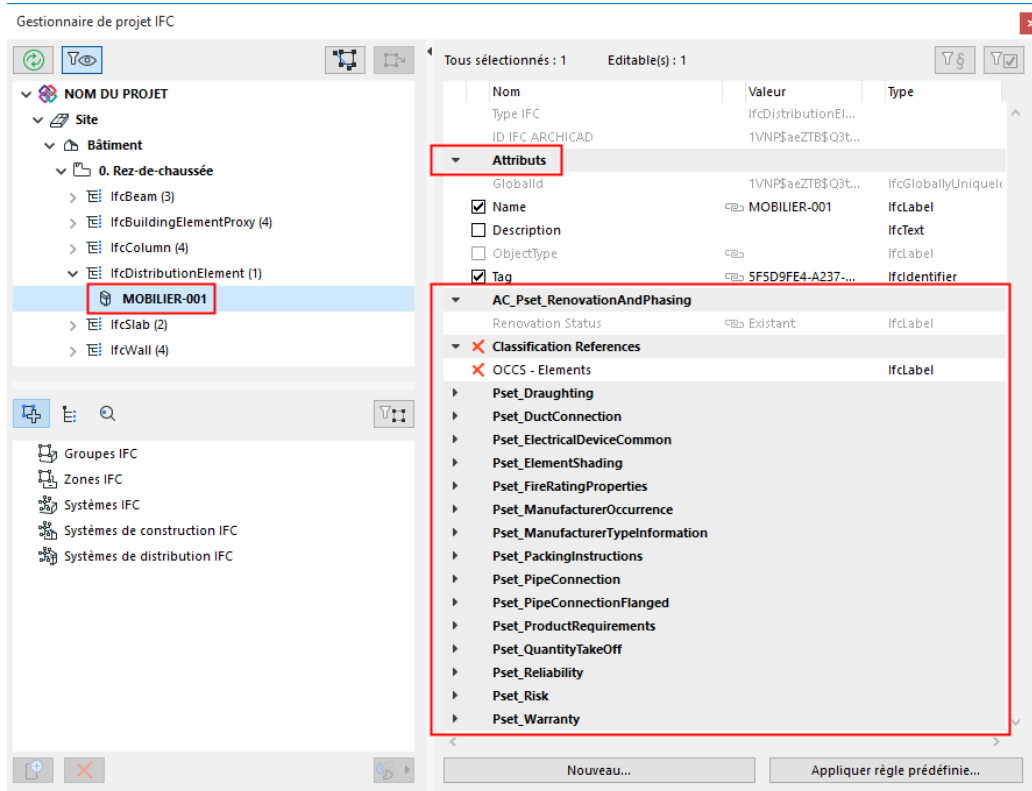 Gestionnaire de projet IFC
NOM DU PROJET
Site
Bâtiment
0. Rez-de-chaussée
IfcBeam (3)
IfcBuildingElementProxy (4)
IfcColumn (4)
IfcDistributionElement (1)
MOBILIER-001
IfcSlab (2)
IfcWall (4)
Groupes IFC
Zones IFC
Systèmes IFC
Systèmes de construction IFC
Systèmes de distribution IFC
Tous sélectionnés : 1 Editable(s) : 1
Nom Valeur Type
Type IFC IfcDistributionEl...
ID IFC ARCHICAD 1VNP$aeZTB$Q3t...
Attributs
GlobalId 1VNP$aeZTB$Q3t... IfcGloballyUniqueId
Name MOBILIER-001 IfcLabel
Description IfcText
ObjectType IfcLabel
Tag 5F5D9FE4-A237-... IfcIdentifier
AC_Pset_RenovationAndPhasing
Renovation Status Existant IfcLabel
Classification References
OCCS - Elements IfcLabel
Pset_Draughting
Pset_DuctConnection
Pset_ElectricalDeviceCommon
Pset_ElementShading
Pset_FireRatingProperties
Pset_ManufacturerOccurrence
Pset_ManufacturerTypeInformation
Pset_PackingInstructions
Pset_PipeConnection
Pset_PipeConnectionFlanged
Pset_ProductRequirements
Pset_QuantityTakeOff
Pset_Reliability
Pset_Risk
Pset_Warranty
Nouveau... Appliquer règle prédéfinie...